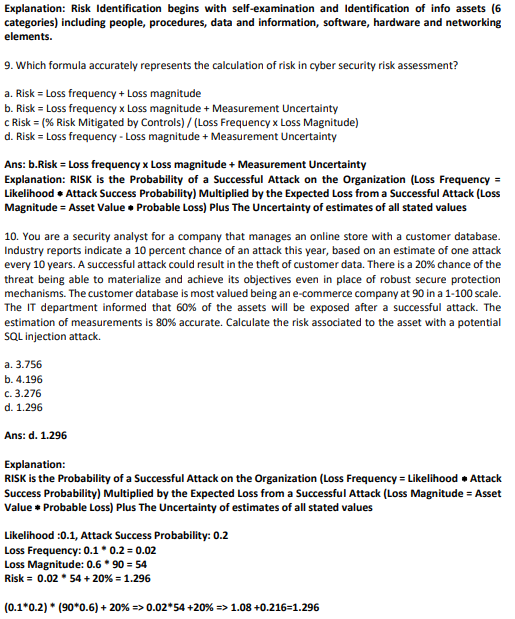 Explanation: Risk Identification begins with self-examination and Identification of info assets (6
categories) including people, procedures, data and information, software, hardware and networking
elements.
9. Which formula accurately represents the calculation of risk in cyber security risk assessment?
a. Risk = Loss frequency + Loss magnitude
b. Risk = Loss frequency x Loss magnitude + Measurement Uncertainty
c Risk = (% Risk Mitigated by Controls) / (Loss Frequency x Loss Magnitude)
d. Risk = Loss frequency - Loss magnitude + Measurement Uncertainty
Ans: b.Risk = Loss frequency x Loss magnitude + Measurement Uncertainty
Explanation: RISK is the Probability of a Successful Attack on the Organization (Loss Frequency =
Likelihood • Attack Success Probability) Multiplied by the Expected Loss from a Successful Attack (Loss
Magnitude = Asset Value • Probable Loss) Plus The Uncertainty of estimates of all stated values
10. You are a security analyst for a company that manages an online store with a customer database.
Industry reports indicate a 10 percent chance of an attack this year, based on an estimate of one attack
every 10 years. A successful attack could result in the theft of customer data. There is a 20% chance of the
threat being able to materialize and achieve its objectives even in place of robust secure protection
mechanisms. The customer database is most valued being an e-commerce company at 90 in a 1-100 scale.
The IT department informed that 60% of the assets will be exposed after a successful attack. The
estimation of measurements is 80% accurate. Calculate the risk associated to the asset with a potential
SQL injection attack.
a. 3.756
b. 4.196
c. 3.276
d. 1.296
Ans: d. 1.296
Explanation:
RISK is the Probability of a Successful Attack on the Organization (Loss Frequency = Likelihood • Attack
Success Probability) Multiplied by the Expected Loss from a Successful Attack (Loss Magnitude = Asset
Value • Probable Loss) Plus The Uncertainty of estimates of all stated values
Likelihood :0.1, Attack Success Probability: 0.2
Loss Frequency: 0.1 * 0.2 = 0.02
Loss Magnitude: 0.6 * 90 = 54
Risk = 0.02 * 54 + 20% = 1.296
(0.1*0.2) * (90*0.6) + 20% => 0.02*54 +20% => 1.08 +0.216=1.296